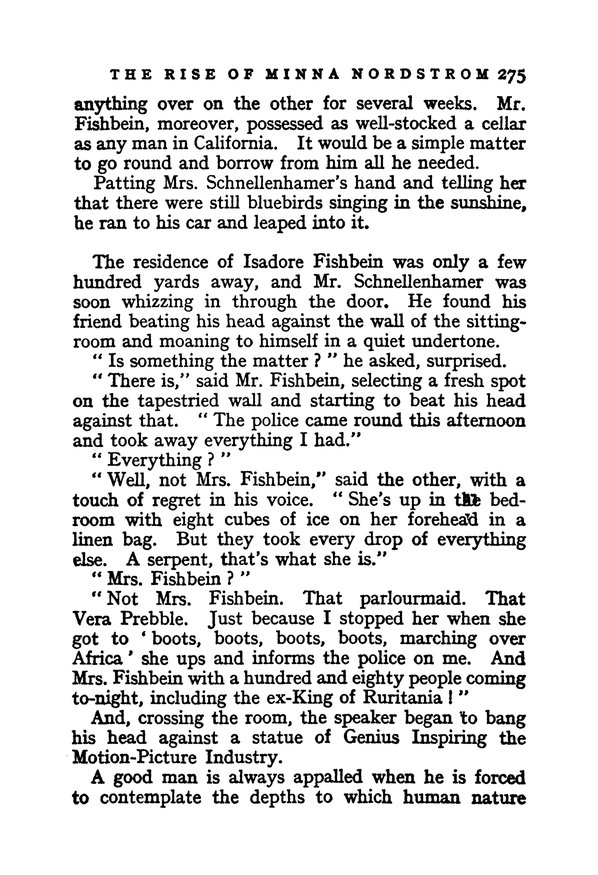 THE RISE OF MINNA NORDSTROM 275
anything over on the other for several weeks. Mr.
Fishbein, moreover, possessed as well-stocked a cellar
as any man in California. It would be a simple matter
to go round and borrow from him all he needed.
Patting Mrs. Schnellenhamer's hand and telling her
that there were still bluebirds singing in the sunshine,
he ran to his car and leaped into it.
The residence of Isadore Fishbein was only a few
hundred yards away, and Mr. Schnellenhamer was
soon whizzing in through the door. He found his
friend beating his head against the wall of the sitting-
room and moaning to himself in a quiet undertone.
" Is something the matter ? " he asked, surprised.
" There is," said Mr. Fishbein, selecting a fresh spot
on the tapestried wall and starting to beat his head
against that. " The police came round this afternoon
and took away everything I had."
" Everything ? "
" Well, not Mrs. Fishbein," said the other, with a
touch of regret in his voice. " She's up in the bed-
room with eight cubes of ice on her forehead in a
linen bag. But they took every drop of everything
else. A serpent, that's what she is."
" Mrs. Fishbein ? "
" Not Mrs. Fishbein. That parlourmaid. That
Vera Prebble. Just because I stopped her when she
got to ' boots, boots, boots, boots, marching over
Africa ' she ups and informs the police on me. And
Mrs. Fishbein with a hundred and eighty people coming
to-night, including the ex-King of Ruritania ! "
And, crossing the room, the speaker began to bang
his head against a statue of Genius Inspiring the
Motion-Picture Industry.
A good man is always appalled when he is forced
to contemplate the depths to which human nature